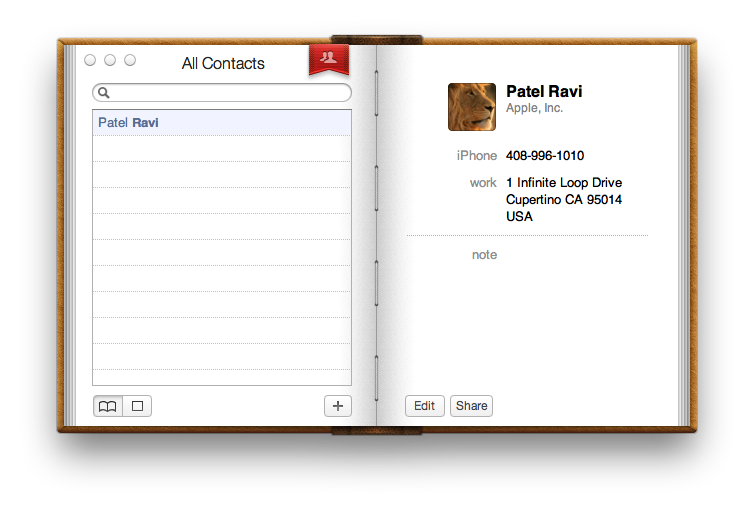 All Contacts
Patel Ravi
Patel Ravi
Apple, Inc.
iPhone 408-996-1010
work 1 Infinite Loop Drive
Cupertino CA 95014
USA
note
Edit Share